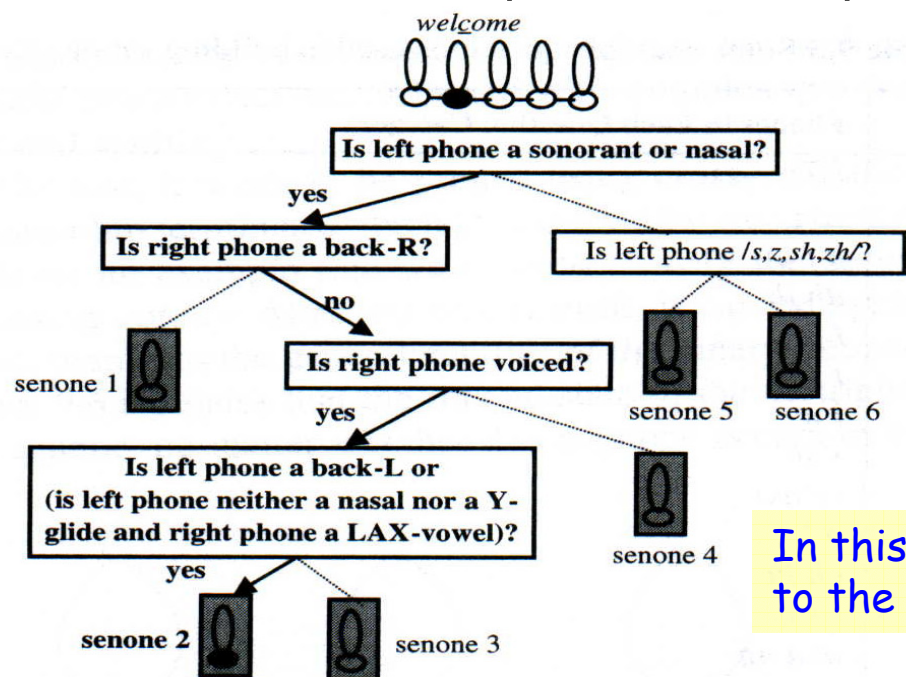 welcome
Is left phone a sonorant or nasal?
yes
Is right phone a back-R?
Is left phone /s,z,sh,zh/?
no
senone 1
Is right phone voiced?
senone 5
senone 6
yes
Is left phone a back-L or
(is left phone neither a nasal nor a Y-
glide and right phone a LAX-vowel)?
senone 4
In this
to the
yes
senone 2
senone 3